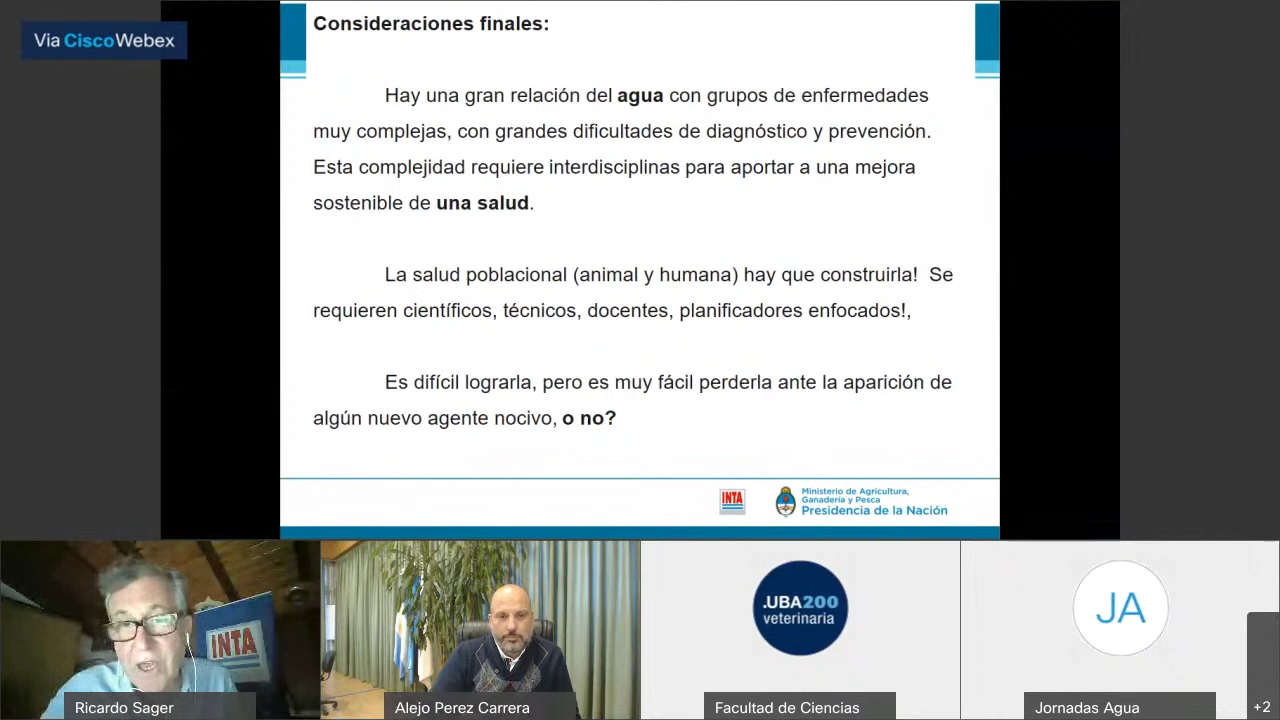 Via CiscoWebex
Consideraciones finales:
Hay una gran relación del agua con grupos de enfermedades
muy complejas, con grandes dificultades de diagnóstico y prevención.
Esta complejidad requiere interdisciplinas para aportar a una mejora
sostenible de una salud.
La salud poblacional (animal y humana) hay que construirla!  Se
requieren científicos, técnicos, docentes, planificadores enfocados!,
Es difícil lograrla, pero es muy fácil perderla ante la aparición de
algún nuevo agente nocivo, o no?
INTA
Ministerio de Agricultura,
Ganadería y Pesca
Presidencia de la Nación
INTA
.UBA200
veterinaria
JA
Ricardo Sager
Alejo Perez Carrera
Facultad de Ciencias
Jornadas Agua
+2